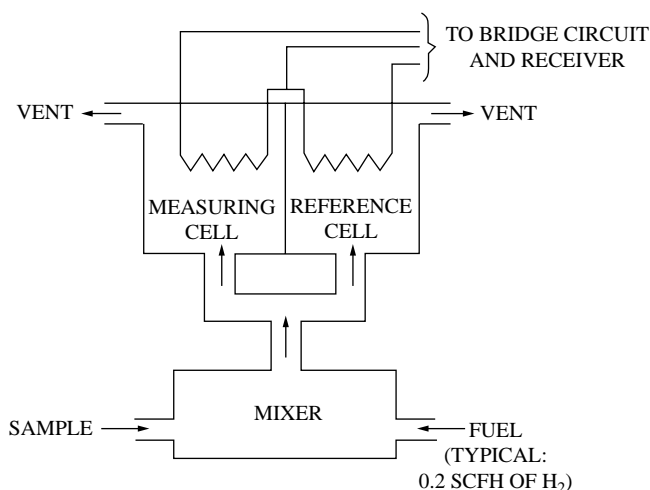 TO BRIDGE CIRCUIT
AND RECEIVER
VENT
VENT
MEASURING
CELL
REFERENCE
CELL
MIXER
SAMPLE
FUEL
(TYPICAL:
0.2 SCFH OF H₂)